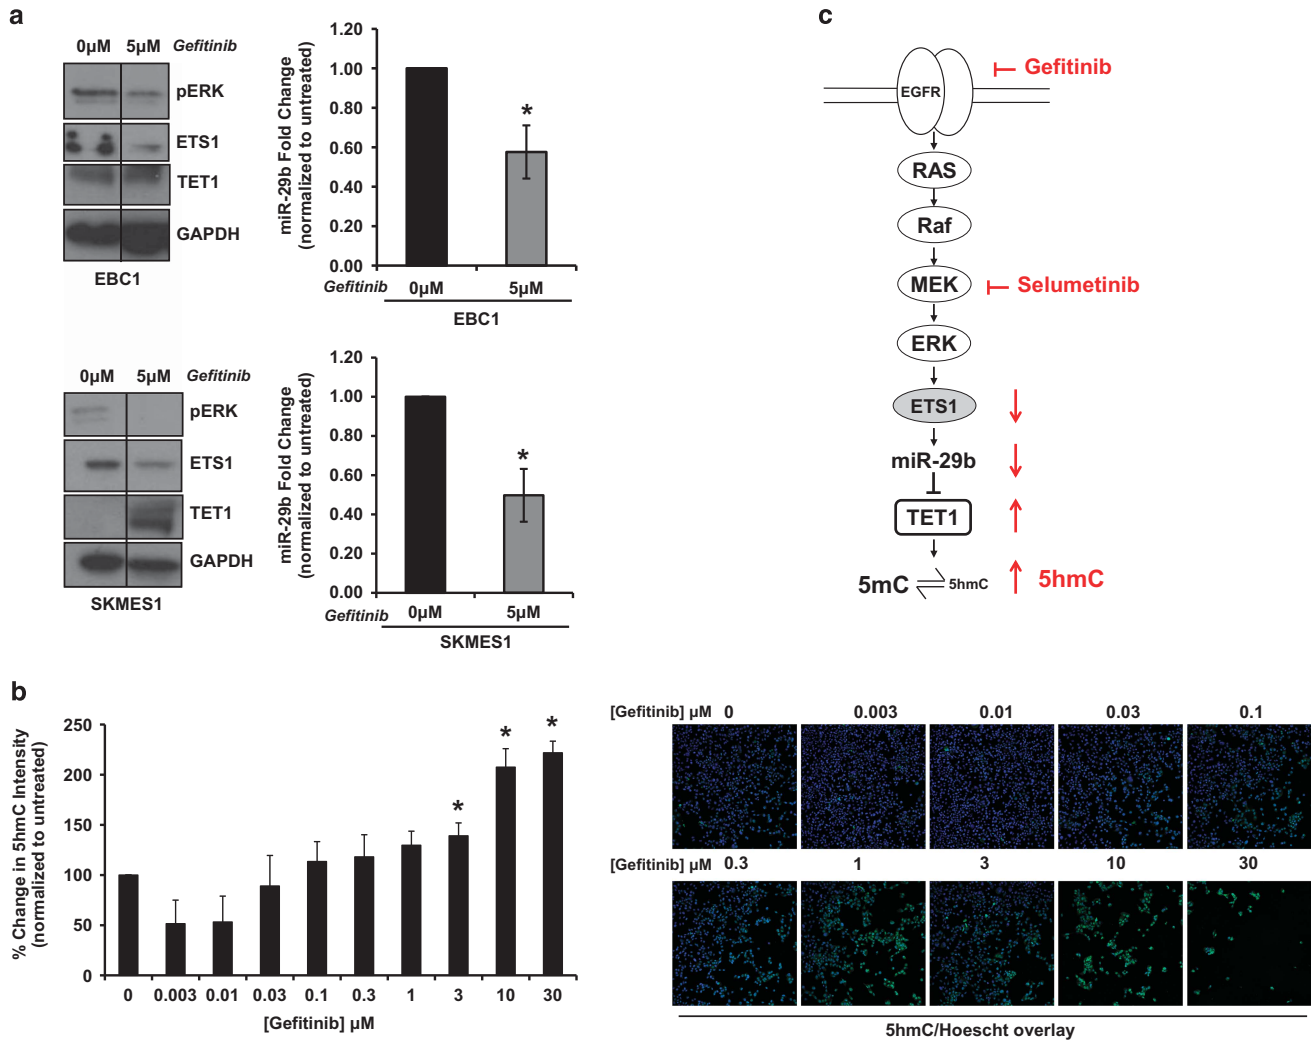 a
0µM 5µM Gefitinib
pERK
ETS1
TET1
GAPDH
EBC1
miR-29b Fold Change
(normalized to untreated)
1.20
1.00
0.80
0.60
0.40
0.20
0.00
*
Gefitinib 0µM 5µM
EBC1
0µM 5µM Gefitinib
pERK
ETS1
TET1
GAPDH
SKMES1
miR-29b Fold Change
(normalized to untreated)
1.20
1.00
0.80
0.60
0.40
0.20
0.00
*
Gefitinib 0µM 5µM
SKMES1
c
EGFR
Gefitinib
RAS
Raf
MEK
Selumetinib
ERK
ETS1
miR-29b
TET1
5mC 5hmC 5hmC
b
% Change in 5hmC Intensity
(normalized to untreated)
250
200
150
100
50
0
* * *
0 0.003 0.01 0.03 0.1 0.3 1 3 10 30
[Gefitinib] µM
[Gefitinib] µM 0 0.003 0.01 0.03 0.1
[Gefitinib] µM 0.3 1 3 10 30
5hmC/Hoescht overlay